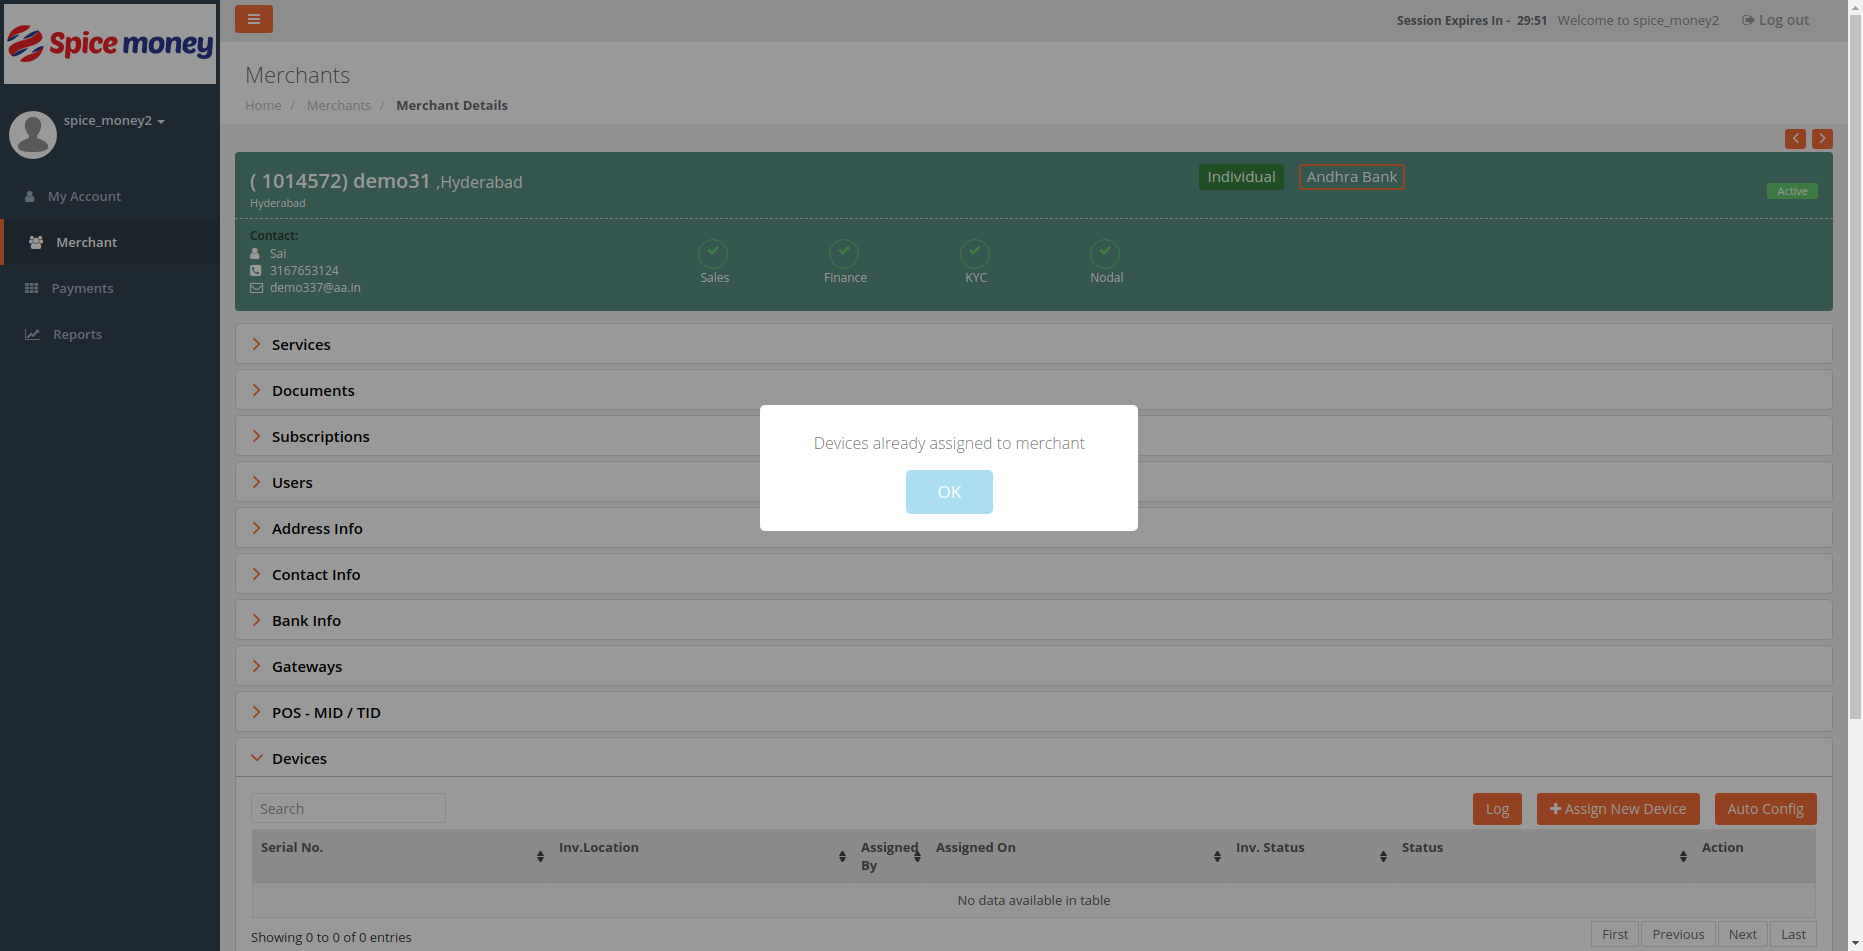 Spice money
Session Expires In - 29:51 Welcome to spice_money2 Log out
Merchants
Home / Merchants / Merchant Details
spice_money2
My Account
Merchant
Payments
Reports
( 1014572) demo31 ,Hyderabad
Hyderabad
Individual Andhra Bank
Active
Contact:
Sai
3167653124
demo337@aa.in
Sales Finance KYC Nodal
Services
Documents
Subscriptions
Users
Address Info
Contact Info
Bank Info
Gateways
POS - MID / TID
Devices
Devices already assigned to merchant
OK
Search
Log Assign New Device Auto Config
Serial No. Inv.Location Assigned By Assigned On Inv. Status Status Action
No data available in table
Showing 0 to 0 of 0 entries
First Previous Next Last